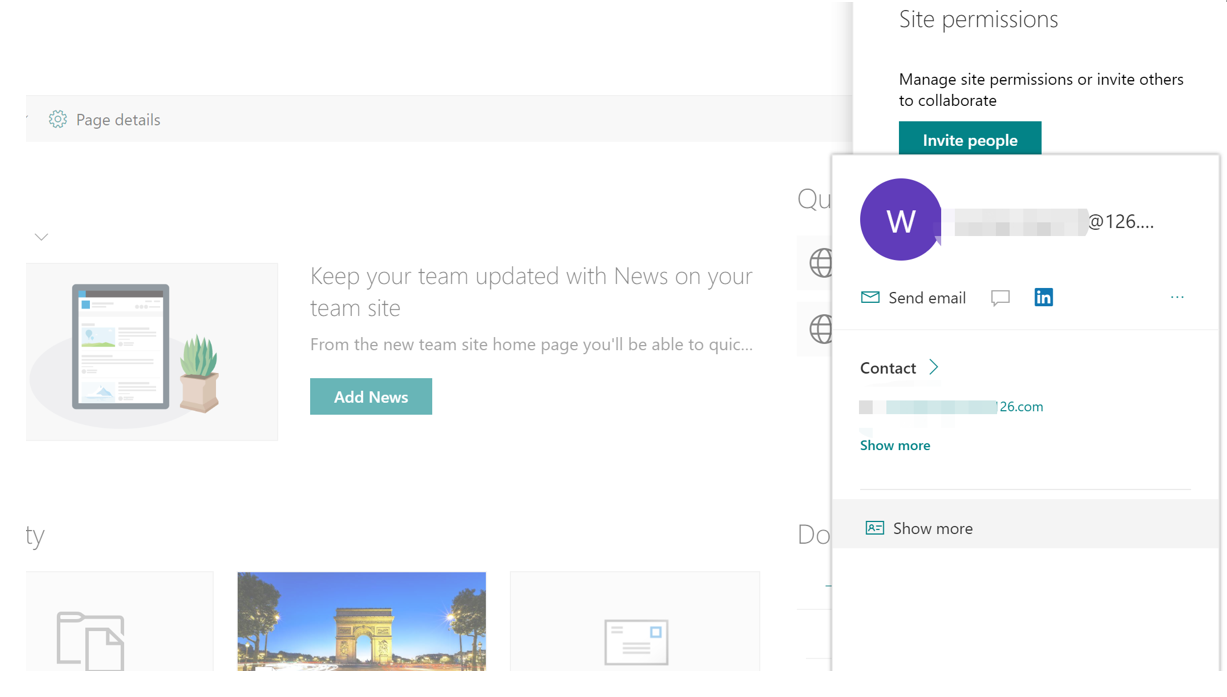 Site permissions
Manage site permissions or invite others
to collaborate
Invite people
Page details
W
@126....
Send email
in
Contact
26.com
Show more
Show more
Qu
Keep your team updated with News on your
team site
From the new team site home page you'll be able to quic...
Add News
ty
Do